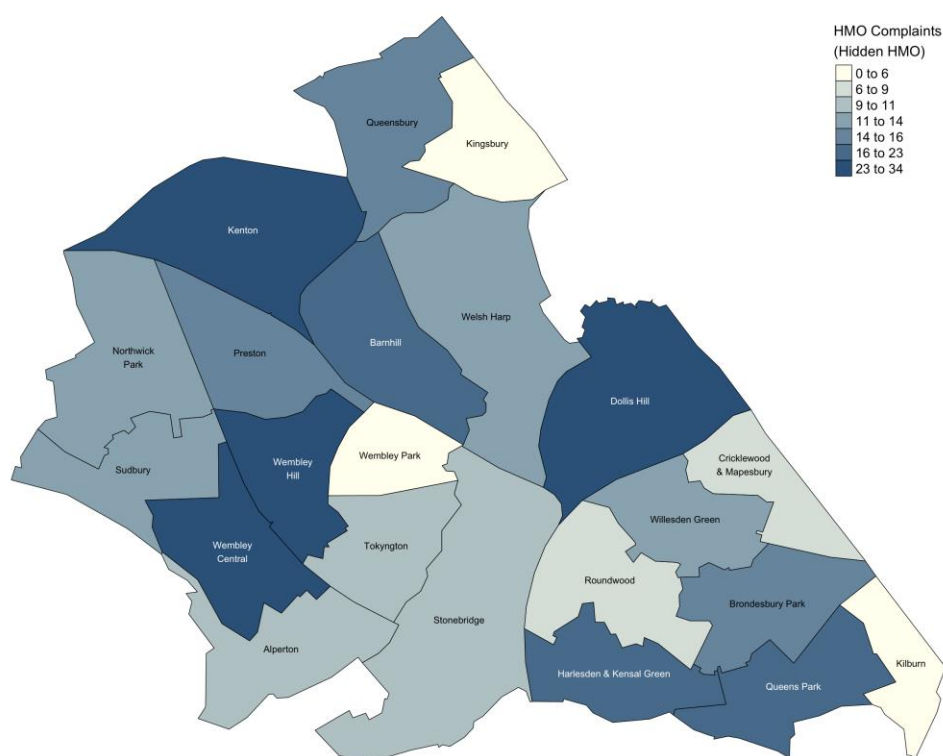 HMO Complaints
(Hidden HMO)
0 to 6
6 to 9
9 to 11
11 to 14
14 to 16
16 to 23
23 to 34
Queensbury
Kingsbury
Kenton
Welsh Harp
Northwick
Park
Preston
Barnhill
Dollis Hill
Cricklewood
& Mapesbury
Sudbury
Wembley
Hill
Wembley Park
Willesden Green
Wembley
Central
Tokyngton
Roundwood
Brondesbury Park
Stonebridge
Alperton
Kilburn
Harlesden & Kensal Green
Queens Park